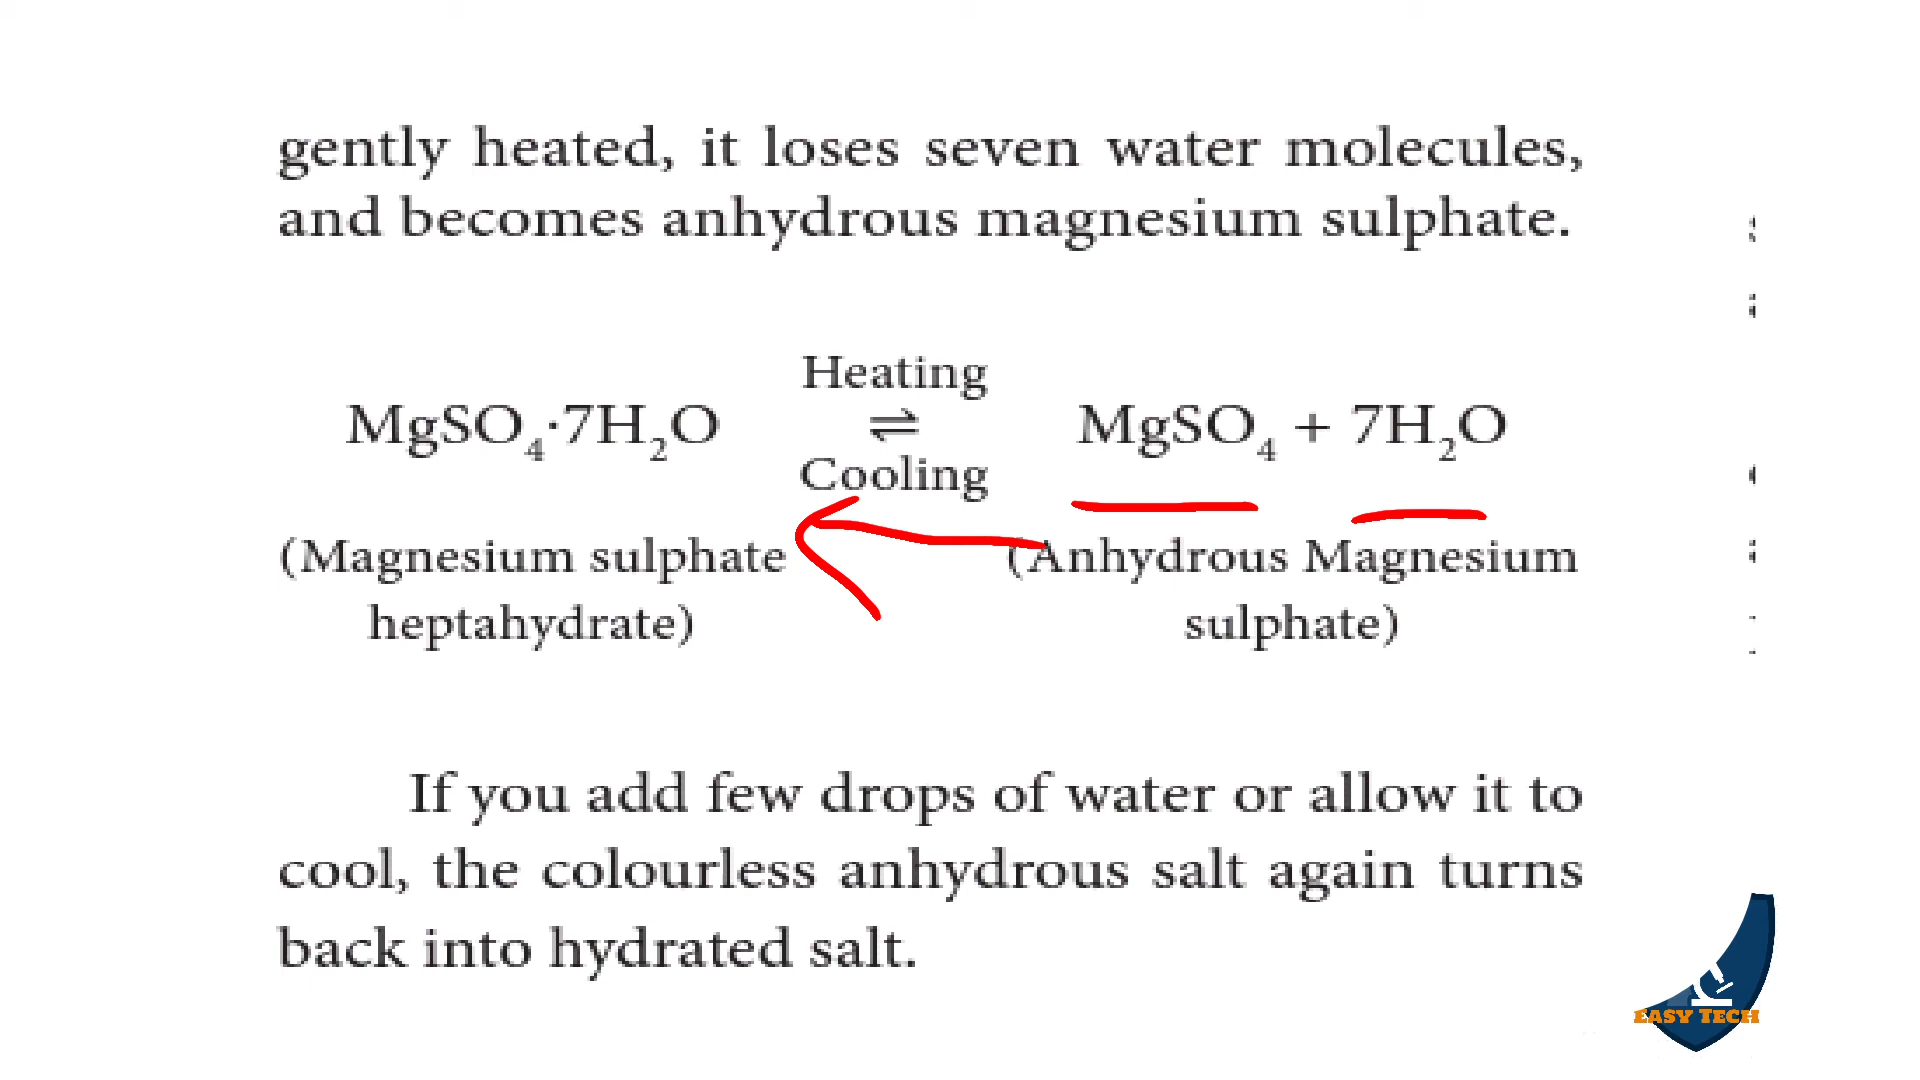 gently heated, it loses seven water molecules,
and becomes anhydrous magnesium sulphate.
Heating
MgSO₄·7H₂O ⇌ MgSO₄ + 7H₂O
Cooling
(Magnesium sulphate (Anhydrous Magnesium
heptahydrate) sulphate)
If you add few drops of water or allow it to
cool, the colourless anhydrous salt again turns
back into hydrated salt.
EASY TECH